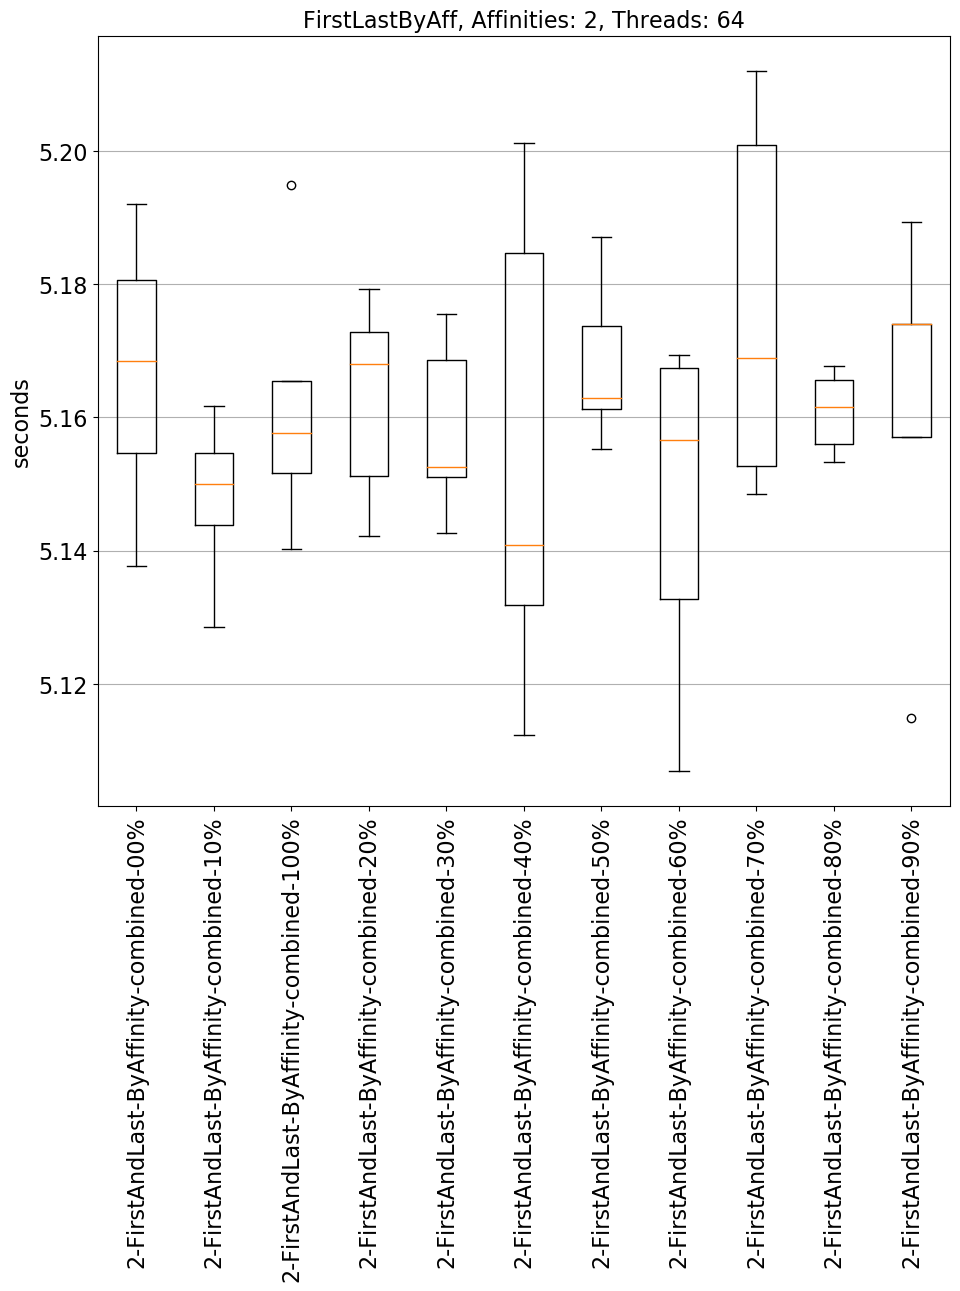 FirstLastByAff, Affinities: 2, Threads: 64
seconds
5.20
5.18
5.16
5.14
5.12
2-FirstAndLast-ByAffinity-combined-00%
2-FirstAndLast-ByAffinity-combined-10%
2-FirstAndLast-ByAffinity-combined-100%
2-FirstAndLast-ByAffinity-combined-20%
2-FirstAndLast-ByAffinity-combined-30%
2-FirstAndLast-ByAffinity-combined-40%
2-FirstAndLast-ByAffinity-combined-50%
2-FirstAndLast-ByAffinity-combined-60%
2-FirstAndLast-ByAffinity-combined-70%
2-FirstAndLast-ByAffinity-combined-80%
2-FirstAndLast-ByAffinity-combined-90%